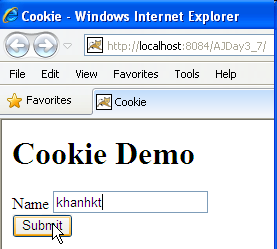 Cookie - Windows Internet Explorer
http://localhost:8084/AJDay3_7/
File Edit View Favorites Tools Help
Favorites Cookie
Cookie Demo
Name khanhkt
Submit